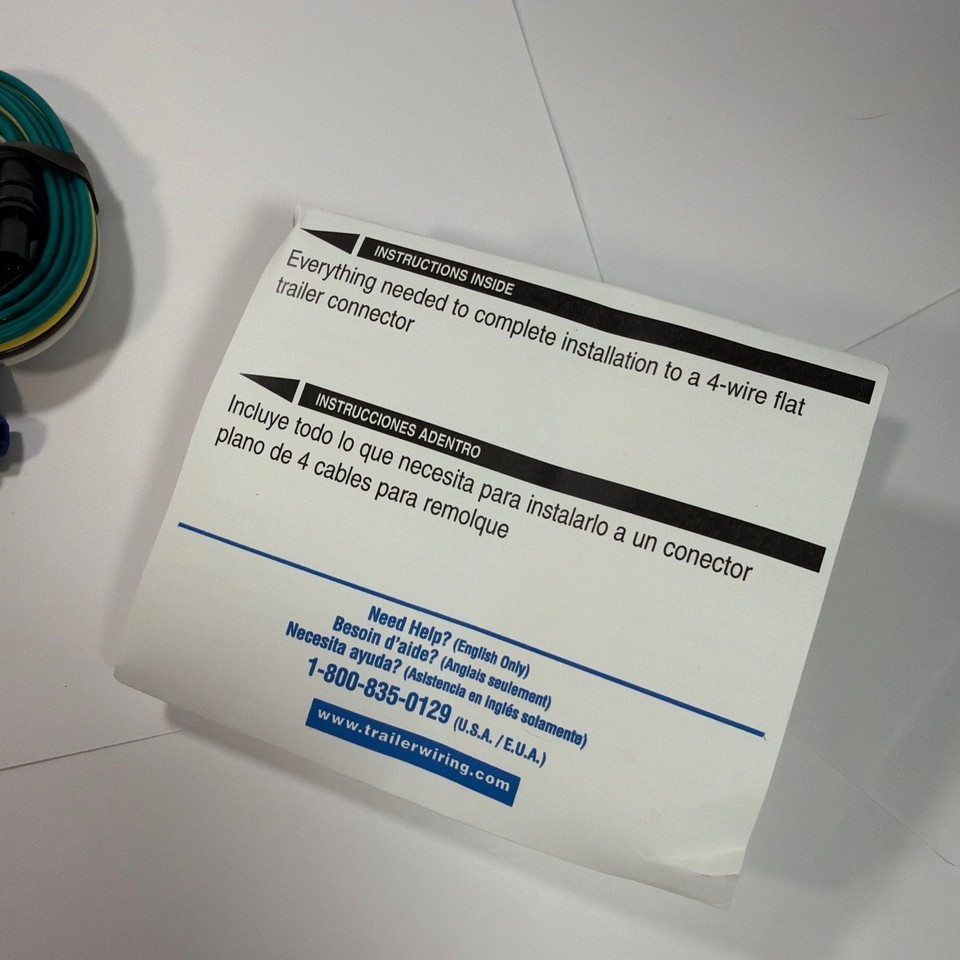 INSTRUCTIONS INSIDE
Everything needed to complete installation to a 4-wire flat
trailer connector
INSTRUCCIONES ADENTRO
Incluye todo lo que necesita para instalarlo a un conector
plano de 4 cables para remolque
Need Help? (English Only)
Besoin d'aide? (Anglais seulement)
Necesita ayuda? (Asistencia en inglés solamente)
1-800-835-0129 (U.S.A. / E.U.A.)
www.trailerwiring.com